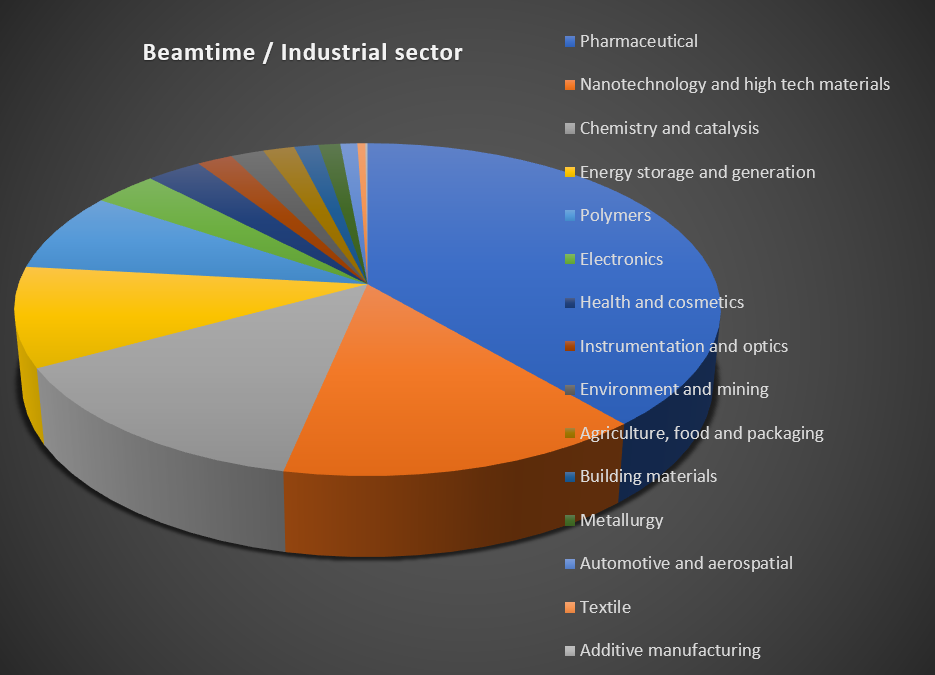 Beamtime / Industrial sector
Pharmaceutical
Nanotechnology and high tech materials
Chemistry and catalysis
Energy storage and generation
Polymers
Electronics
Health and cosmetics
Instrumentation and optics
Environment and mining
Agriculture, food and packaging
Building materials
Metallurgy
Automotive and aerospatial
Textile
Additive manufacturing